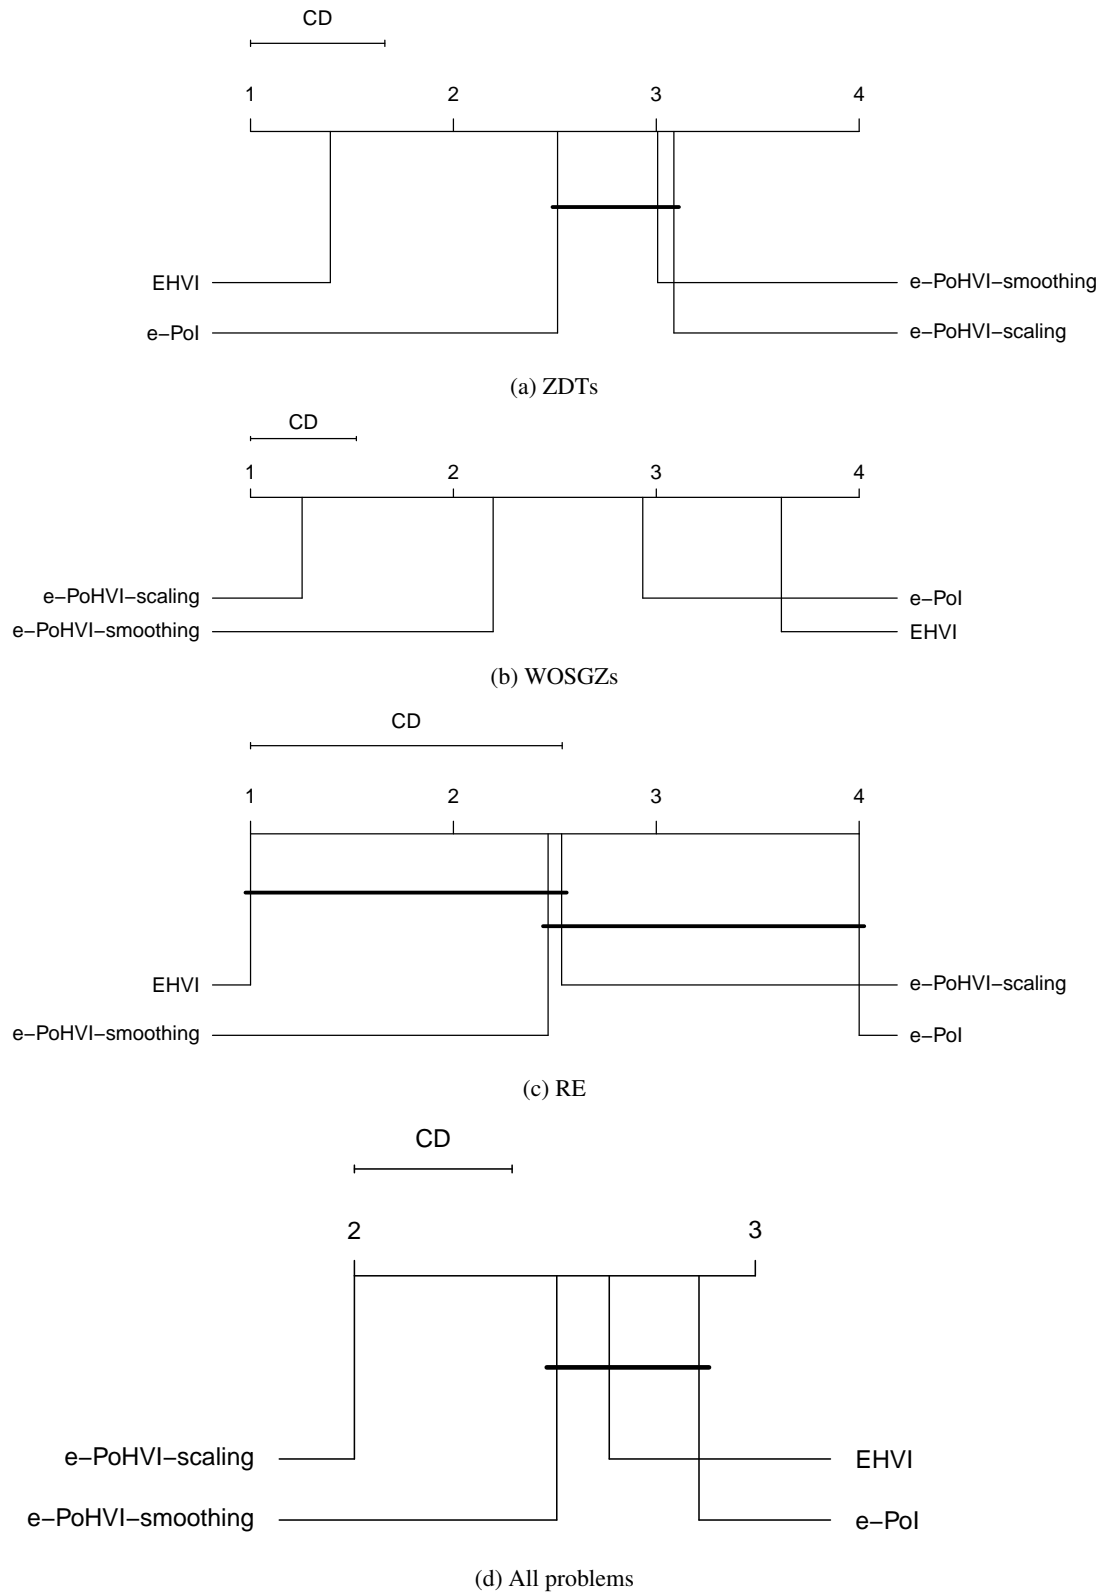 CD
1 2 3 4
EHVI e−PoHVI−smoothing
e−PoI e−PoHVI−scaling
(a) ZDTs
CD
1 2 3 4
e−PoHVI−scaling e−PoI
e−PoHVI−smoothing EHVI
(b) WOSGZs
CD
1 2 3 4
EHVI e−PoHVI−scaling
e−PoHVI−smoothing e−PoI
(c) RE
CD
2 3
e−PoHVI−scaling EHVI
e−PoHVI−smoothing e−PoI
(d) All problems